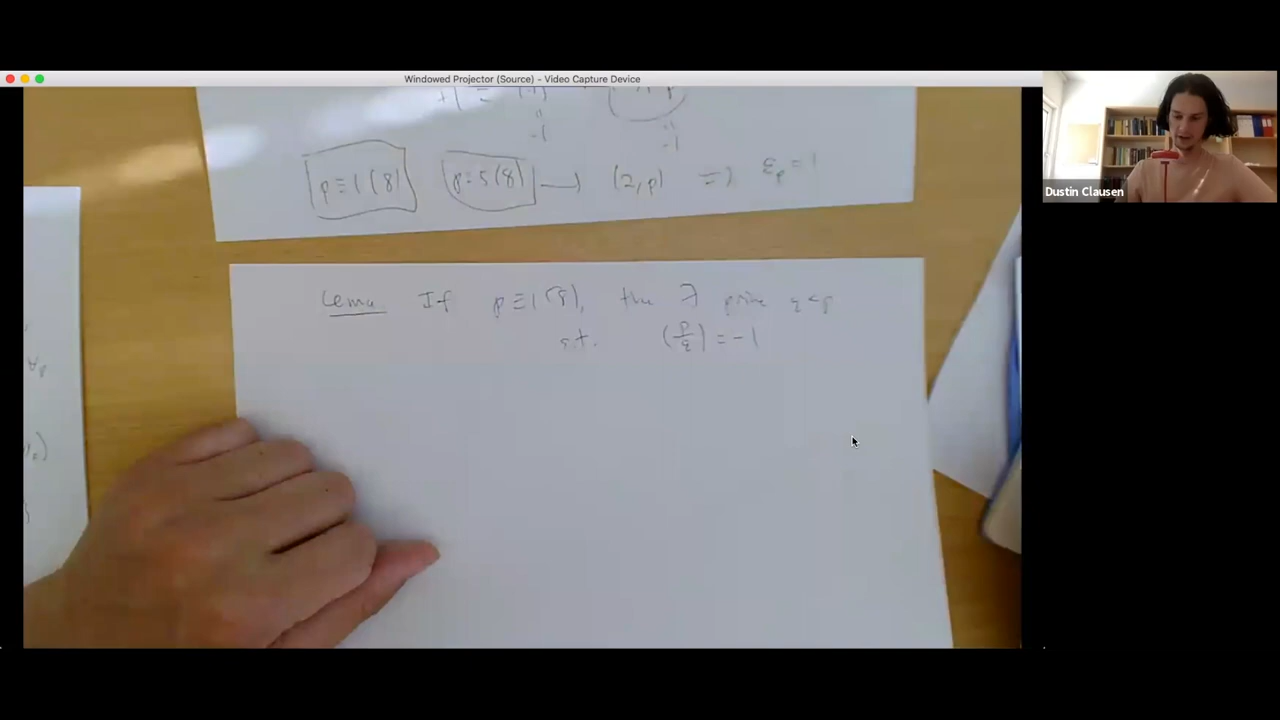 Windowed Projector (Source) – Video Capture Device
Dustin Clausen
p≡1(8) p≡5(8) → (2,p) => ε_p = 1
Lemma. If p≡1(8), then ∃ prime q<p
s.t. (p/q) = -1